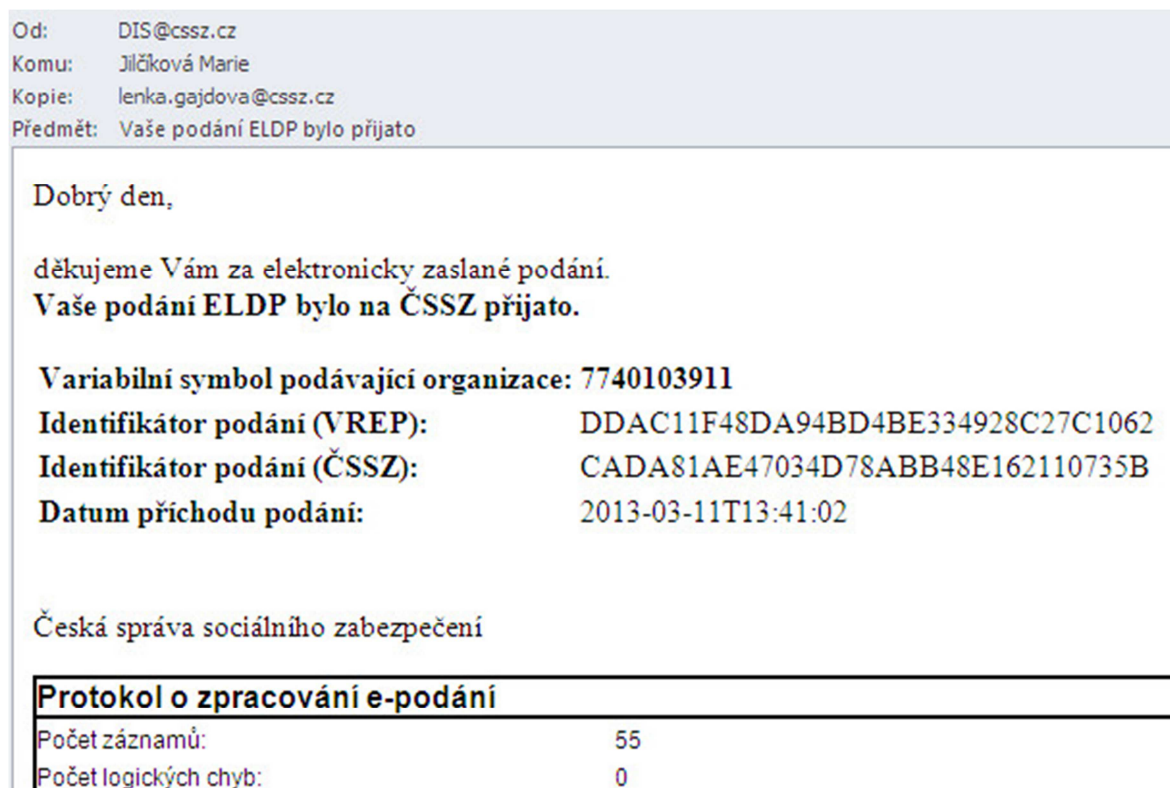 Od: DIS@cssz.cz
Komu: Jilčíková Marie
Kopie: lenka.gajdova@cssz.cz
Předmět: Vaše podání ELDP bylo přijato
Dobrý den,
děkujeme Vám za elektronicky zaslané podání.
Vaše podání ELDP bylo na ČSSZ přijato.
Variabilní symbol podávající organizace: 7740103911
Identifikátor podání (VREP): DDAC11F48DA94BD4BE334928C27C1062
Identifikátor podání (ČSSZ): CADA81AE47034D78ABB48E162110735B
Datum příchodu podání: 2013-03-11T13:41:02
Česká správa sociálního zabezpečení
Protokol o zpracování e-podání
Počet záznamů: 55
Počet logických chyb: 0